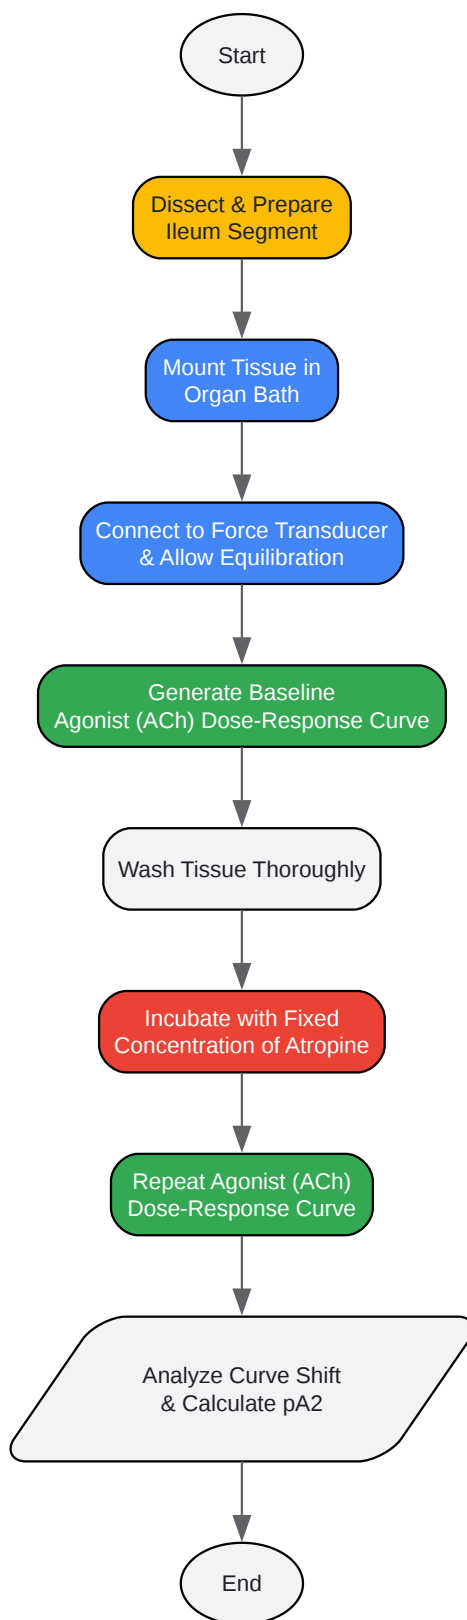 Start
Dissect & Prepare
Ileum Segment
Mount Tissue in
Organ Bath
Connect to Force Transducer
& Allow Equilibration
Generate Baseline
Agonist (ACh) Dose-Response Curve
Wash Tissue Thoroughly
Incubate with Fixed
Concentration of Atropine
Repeat Agonist (ACh)
Dose-Response Curve
Analyze Curve Shift
& Calculate pA2
End